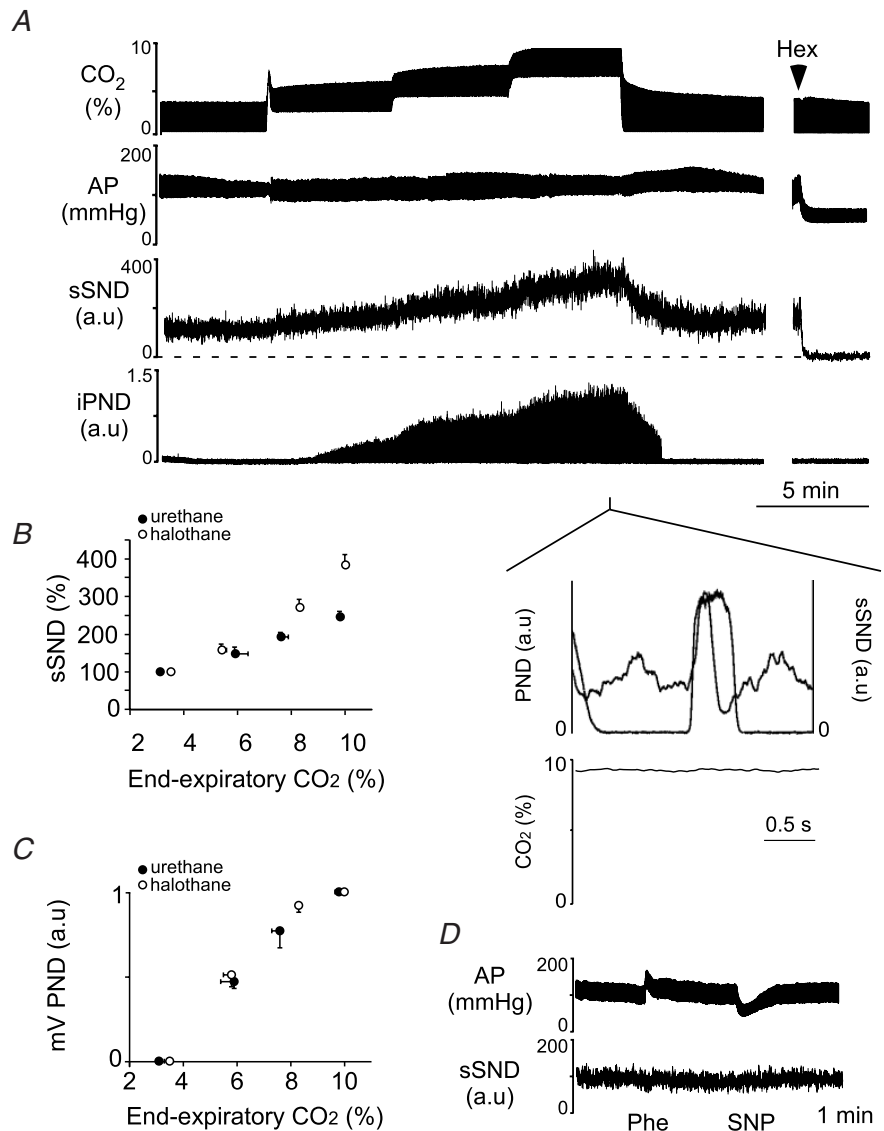 A
CO2
(%)
10
0
Hex
AP
(mmHg)
200
0
sSND
(a.u)
400
0
iPND
(a.u)
1.5
0
5 min
B
urethane
halothane
sSND (%)
400
300
200
100
0
2 4 6 8 10
End-expiratory CO2 (%)
PND (a.u)
0
sSND (a.u)
0
CO2 (%)
10
0
0.5 s
C
urethane
halothane
mV PND (a.u)
1
0
2 4 6 8 10
End-expiratory CO2 (%)
D
AP
(mmHg)
200
0
sSND
(a.u)
200
0
Phe SNP 1 min